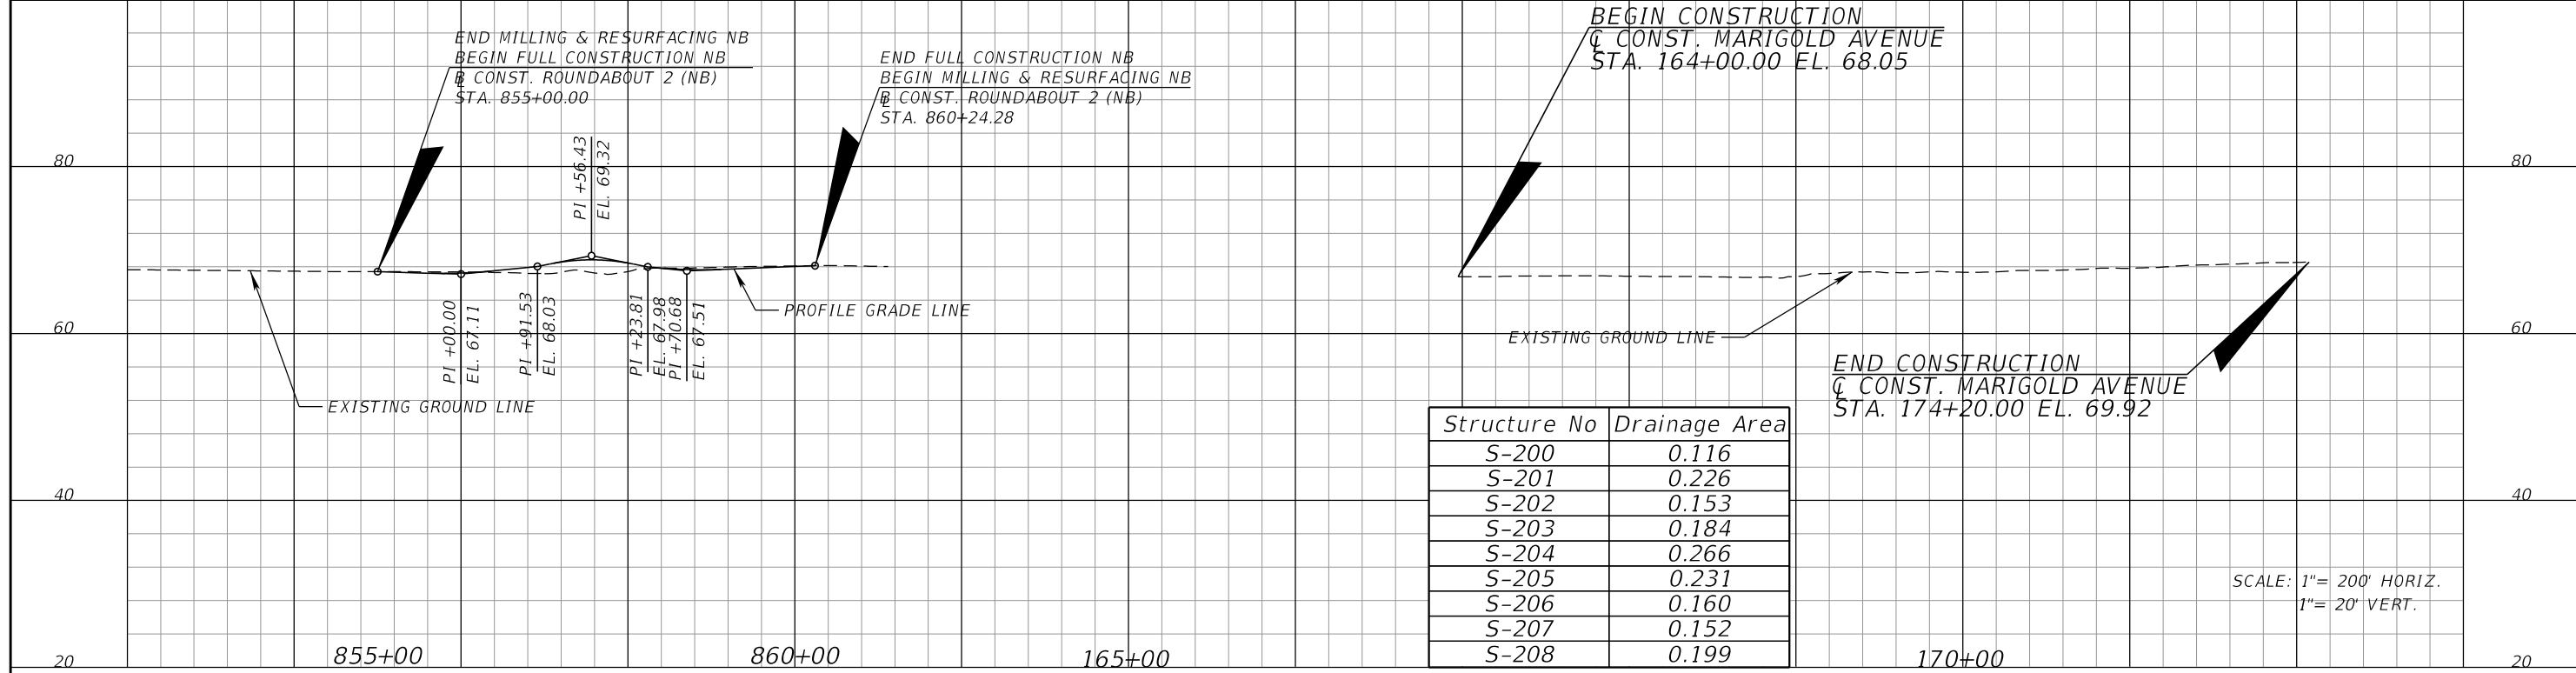 END MILLING & RESURFACING NB
BEGIN FULL CONSTRUCTION NB
℄ CONST. ROUNDABOUT 2 (NB)
STA. 855+00.00
END FULL CONSTRUCTION NB
BEGIN MILLING & RESURFACING NB
℄ CONST. ROUNDABOUT 2 (NB)
STA. 860+24.28
BEGIN CONSTRUCTION
℄ CONST. MARIGOLD AVENUE
STA. 164+00.00 EL. 68.05
80
80
PI +56.43
EL. 69.32
PI +00.00
EL. 67.11
PI +91.53
EL. 68.03
PI +23.81
EL. 67.98
PI +70.68
EL. 67.51
PROFILE GRADE LINE
EXISTING GROUND LINE
60
60
EXISTING GROUND LINE
END CONSTRUCTION
℄ CONST. MARIGOLD AVENUE
STA. 174+20.00 EL. 69.92
Structure No Drainage Area
S-200 0.116
S-201 0.226
S-202 0.153
S-203 0.184
S-204 0.266
S-205 0.231
S-206 0.160
S-207 0.152
S-208 0.199
40
40
SCALE: 1"= 200' HORIZ.
1"= 20' VERT.
20
855+00
860+00
165+00
170+00
20